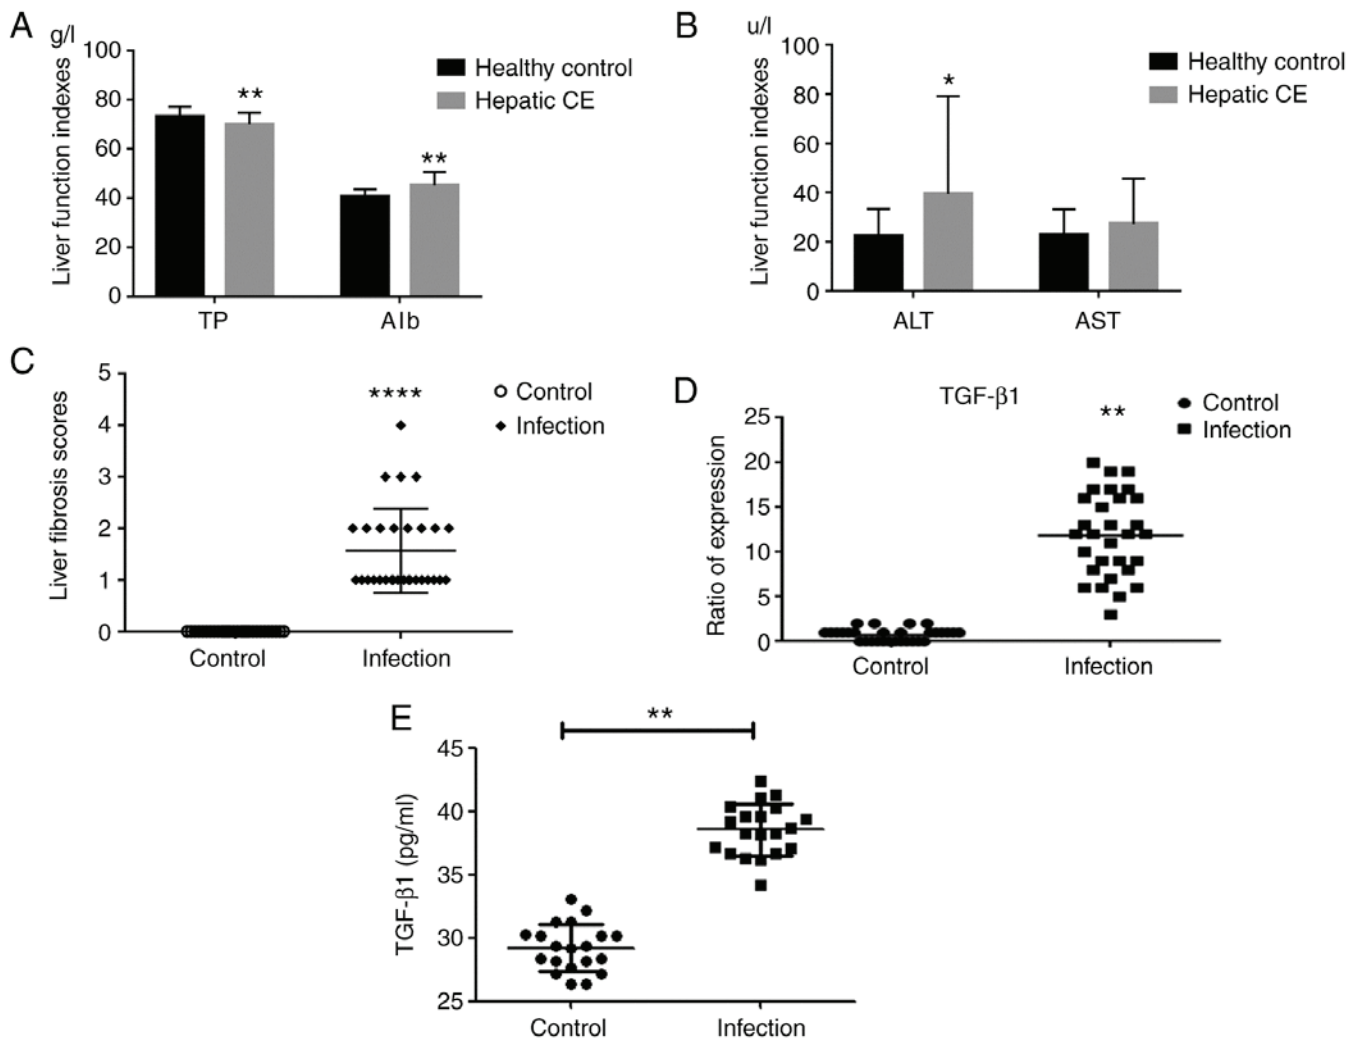 A
g/l
Liver function indexes
100
80
60
40
20
0
**
**
TP
Alb
Healthy control
Hepatic CE
B
u/l
Liver function indexes
100
80
60
40
20
0
*
ALT
AST
Healthy control
Hepatic CE
C
Liver fibrosis scores
5
4
3
2
1
0
****
Control
Infection
Control
Infection
D
TGF-β1
Ratio of expression
25
20
15
10
5
0
**
Control
Infection
Control
Infection
E
TGF-β1 (pg/ml)
45
40
35
30
25
**
Control
Infection